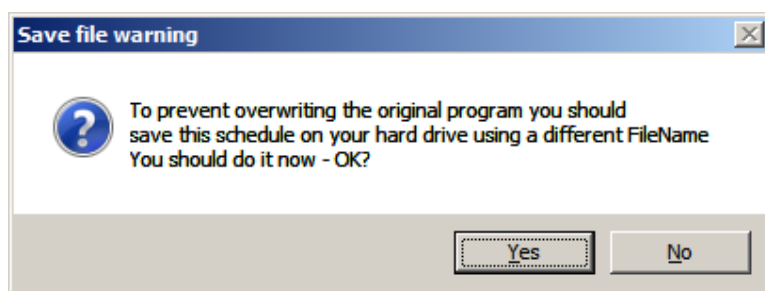 Save file warning
To prevent overwriting the original program you should
save this schedule on your hard drive using a different FileName
You should do it now - OK?
Yes
No